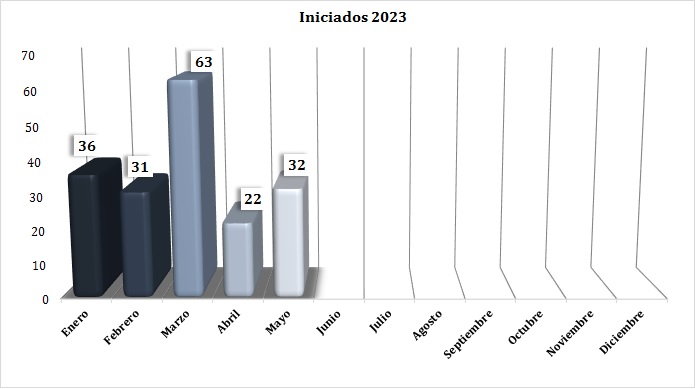 Iniciados 2023
70
60
50
40
30
20
10
0
36
31
63
22
32
Enero
Febrero
Marzo
Abril
Mayo
Junio
Julio
Agosto
Septiembre
Octubre
Noviembre
Diciembre